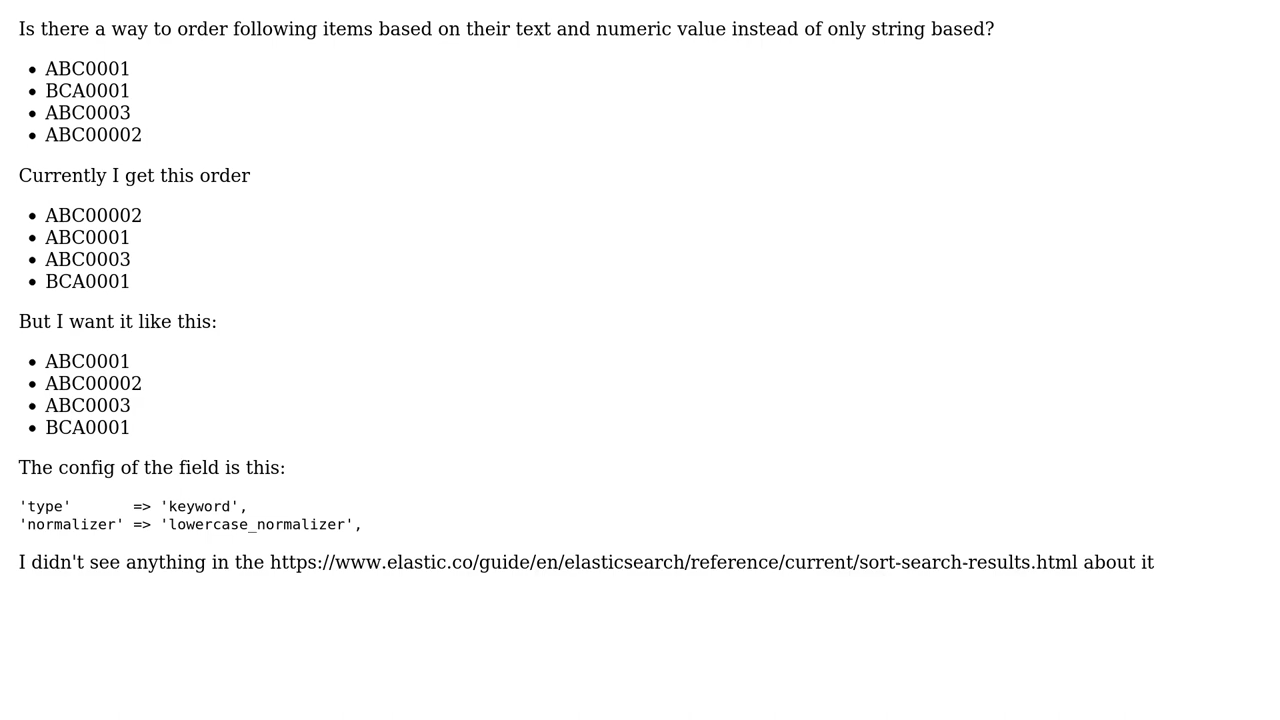 Is there a way to order following items based on their text and numeric value instead of only string based?
• ABC0001
• BCA0001
• ABC0003
• ABC00002
Currently I get this order
• ABC00002
• ABC0001
• ABC0003
• BCA0001
But I want it like this:
• ABC0001
• ABC00002
• ABC0003
• BCA0001
The config of the field is this:
'type'       => 'keyword',
'normalizer' => 'lowercase_normalizer',
I didn't see anything in the https://www.elastic.co/guide/en/elasticsearch/reference/current/sort-search-results.html about it